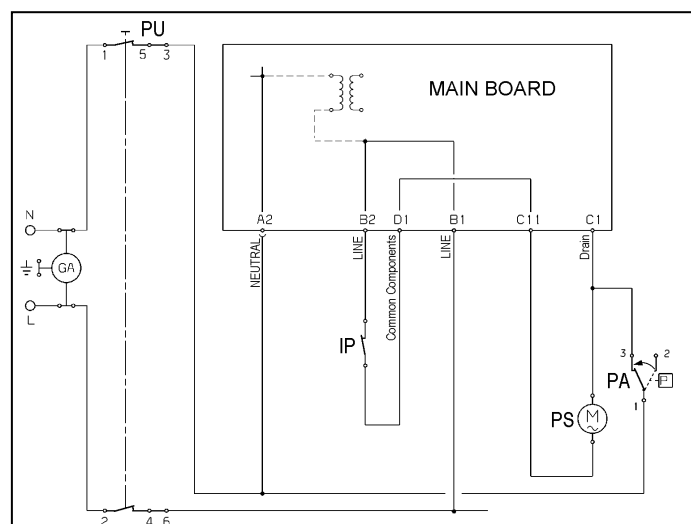 PU
1 5 3
MAIN BOARD
N
GA
L
A2 B2 D1 B1 C11 C1
NEUTRAL
LINE
Common Components
LINE
Drain
IP
3 2
PA
P
1
PS
M
2 4 6